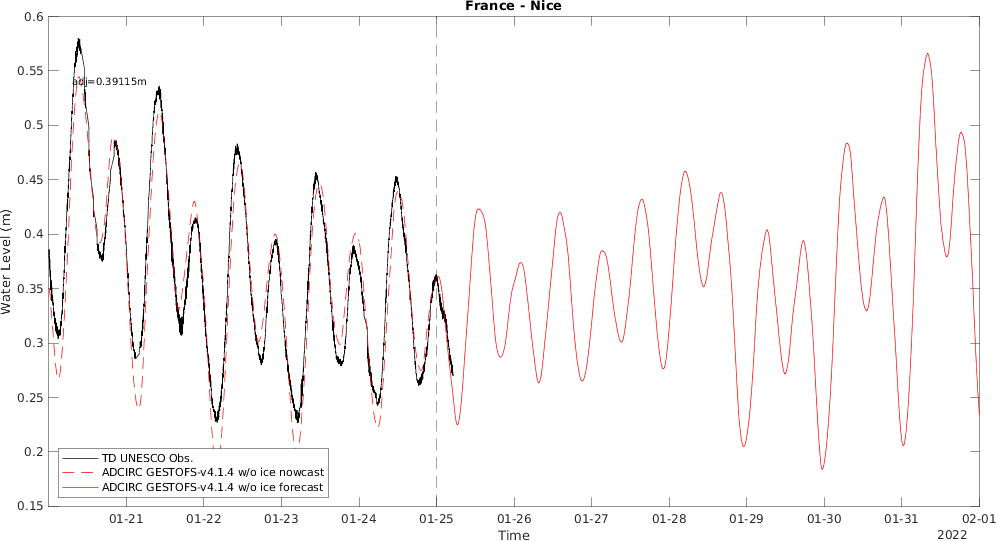 France - Nice
0.6
0.55
0.5
0.45
0.4
0.35
0.3
0.25
0.2
0.15
Water Level (m)
adj=0.39115m
TD UNESCO Obs.
ADCIRC GESTOFS-v4.1.4 w/o ice nowcast
ADCIRC GESTOFS-v4.1.4 w/o ice forecast
01-21 01-22 01-23 01-24 01-25 01-26 01-27 01-28 01-29 01-30 01-31 02-01
Time
2022